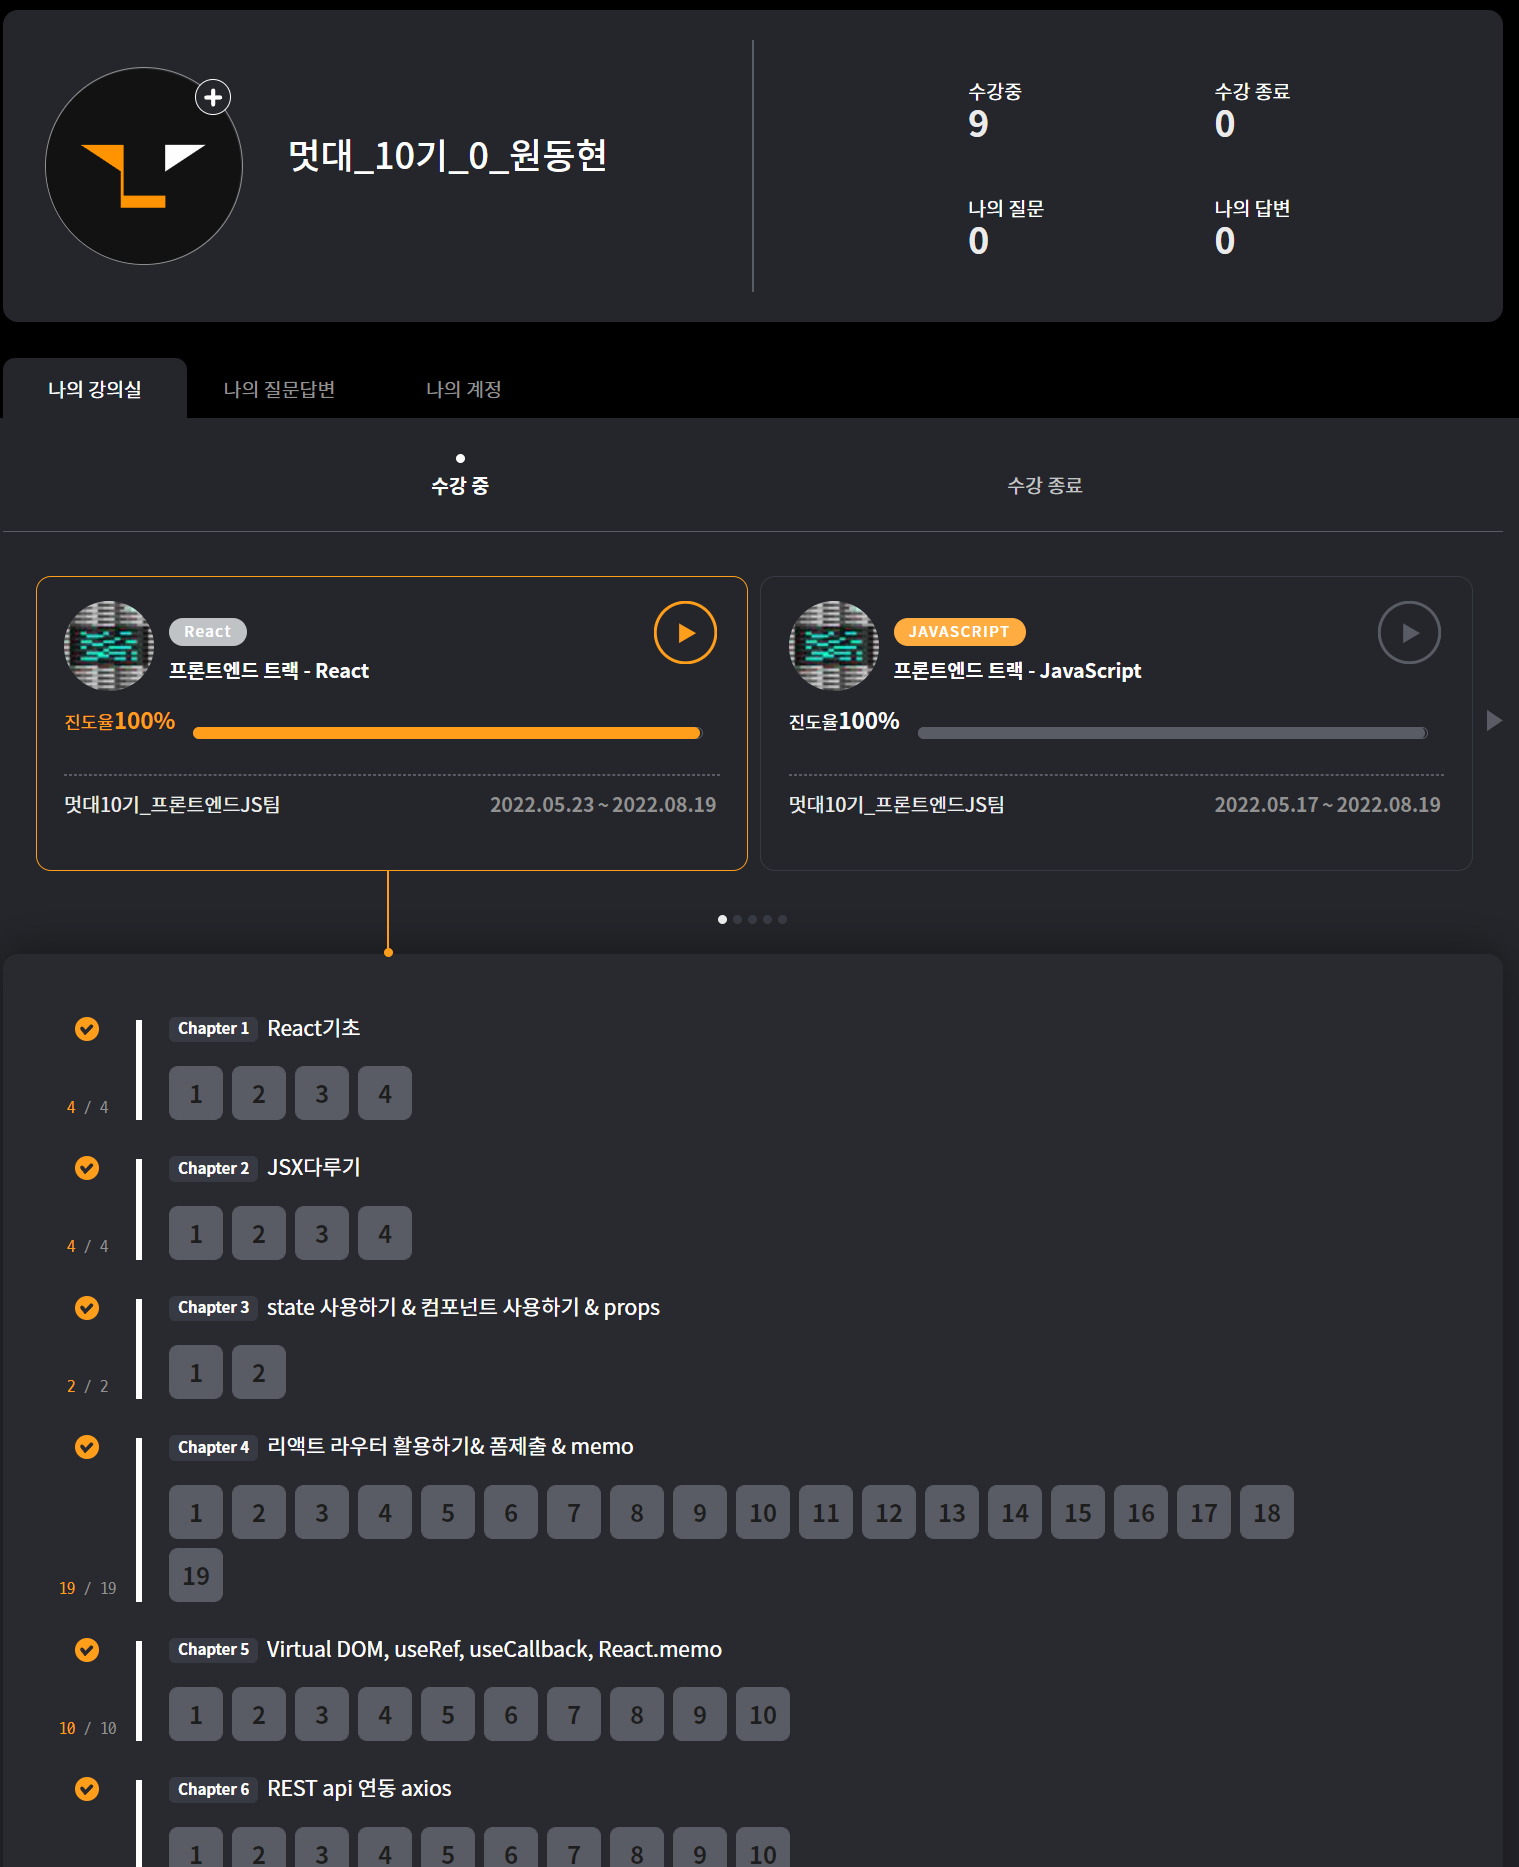 멋대_10기_0_원동현
수강중
9
수강 종료
0
나의 질문
0
나의 답변
0
나의 강의실
나의 질문답변
나의 계정
수강 중
수강 종료
React
프론트엔드 트랙 - React
진도율100%
멋대10기_프론트엔드JS팀
2022.05.23 ~ 2022.08.19
JAVASCRIPT
프론트엔드 트랙 - JavaScript
진도율100%
멋대10기_프론트엔드JS팀
2022.05.17 ~ 2022.08.19
Chapter 1 React기초
1 2 3 4
4 / 4
Chapter 2 JSX다루기
1 2 3 4
4 / 4
Chapter 3 state 사용하기 & 컴포넌트 사용하기 & props
1 2
2 / 2
Chapter 4 리액트 라우터 활용하기& 폼제출 & memo
1 2 3 4 5 6 7 8 9 10 11 12 13 14 15 16 17 18
19
19 / 19
Chapter 5 Virtual DOM, useRef, useCallback, React.memo
1 2 3 4 5 6 7 8 9 10
10 / 10
Chapter 6 REST api 연동 axios
1 2 3 4 5 6 7 8 9 10